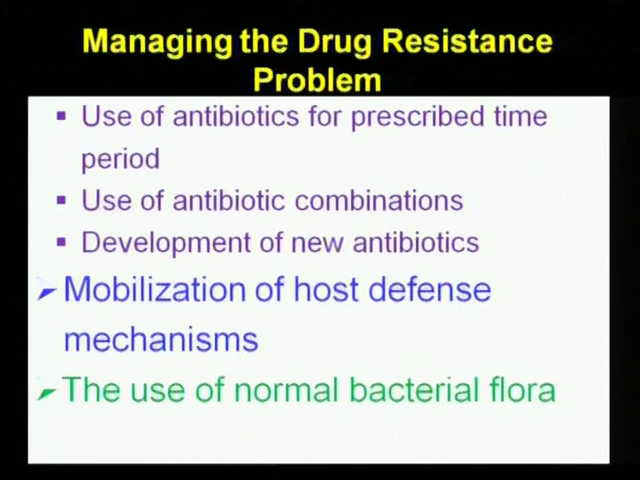 Managing the Drug Resistance
Problem
▪ Use of antibiotics for prescribed time
period
▪ Use of antibiotic combinations
▪ Development of new antibiotics
➢ Mobilization of host defense
mechanisms
➢ The use of normal bacterial flora